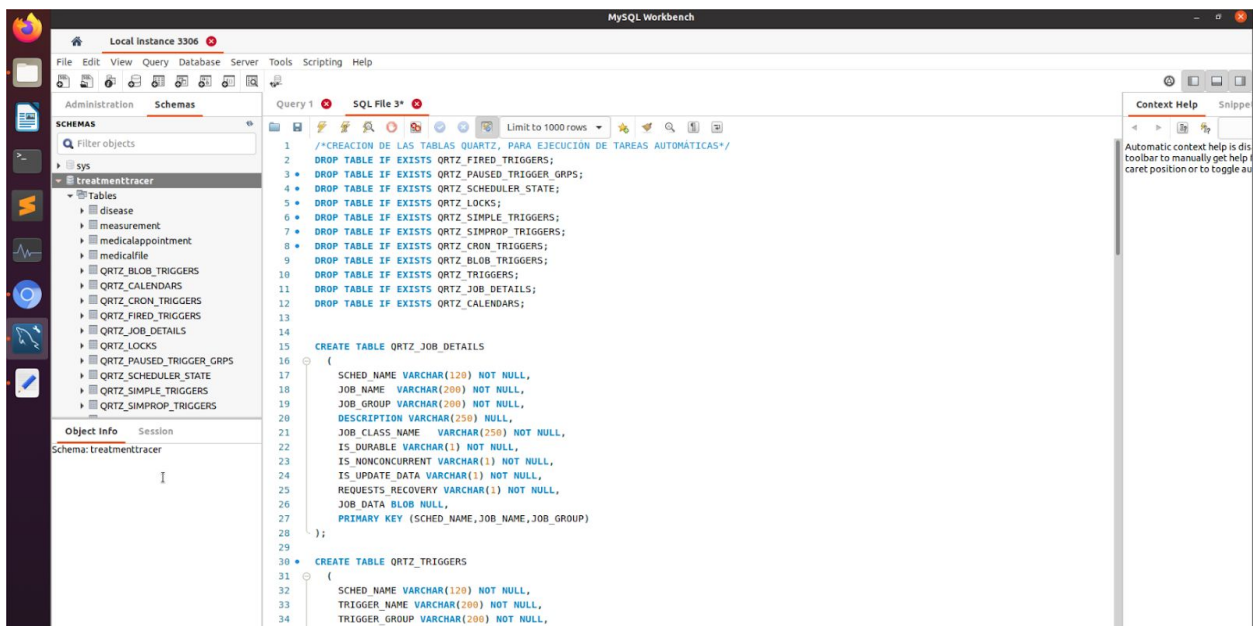 MySQL Workbench
Local instance 3306
File Edit View Query Database Server Tools Scripting Help
Administration Schemas
SCHEMAS
Filter objects
sys
treatmenttracer
Tables
disease
measurement
medicalappointment
medicalfile
QRTZ_BLOB_TRIGGERS
QRTZ_CALENDARS
QRTZ_CRON_TRIGGERS
QRTZ_FIRED_TRIGGERS
QRTZ_JOB_DETAILS
QRTZ_LOCKS
QRTZ_PAUSED_TRIGGER_GRPS
QRTZ_SCHEDULER_STATE
QRTZ_SIMPLE_TRIGGERS
QRTZ_SIMPROP_TRIGGERS
Object Info Session
Schema: treatmenttracer
Query 1 SQL File 3*
Limit to 1000 rows
1 /*CREACION DE LAS TABLAS QUARTZ, PARA EJECUCIÓN DE TAREAS AUTOMÁTICAS*/
2 DROP TABLE IF EXISTS QRTZ_FIRED_TRIGGERS;
3 DROP TABLE IF EXISTS QRTZ_PAUSED_TRIGGER_GRPS;
4 DROP TABLE IF EXISTS QRTZ_SCHEDULER_STATE;
5 DROP TABLE IF EXISTS QRTZ_LOCKS;
6 DROP TABLE IF EXISTS QRTZ_SIMPLE_TRIGGERS;
7 DROP TABLE IF EXISTS QRTZ_SIMPROP_TRIGGERS;
8 DROP TABLE IF EXISTS QRTZ_CRON_TRIGGERS;
9 DROP TABLE IF EXISTS QRTZ_BLOB_TRIGGERS;
10 DROP TABLE IF EXISTS QRTZ_TRIGGERS;
11 DROP TABLE IF EXISTS QRTZ_JOB_DETAILS;
12 DROP TABLE IF EXISTS QRTZ_CALENDARS;
13
14
15 CREATE TABLE QRTZ_JOB_DETAILS
16 (
17 SCHED_NAME VARCHAR(120) NOT NULL,
18 JOB_NAME VARCHAR(200) NOT NULL,
19 JOB_GROUP VARCHAR(200) NOT NULL,
20 DESCRIPTION VARCHAR(250) NULL,
21 JOB_CLASS_NAME VARCHAR(250) NOT NULL,
22 IS_DURABLE VARCHAR(1) NOT NULL,
23 IS_NONCONCURRENT VARCHAR(1) NOT NULL,
24 IS_UPDATE_DATA VARCHAR(1) NOT NULL,
25 REQUESTS_RECOVERY VARCHAR(1) NOT NULL,
26 JOB_DATA BLOB NULL,
27 PRIMARY KEY (SCHED_NAME,JOB_NAME,JOB_GROUP)
28 );
29
30 CREATE TABLE QRTZ_TRIGGERS
31 (
32 SCHED_NAME VARCHAR(120) NOT NULL,
33 TRIGGER_NAME VARCHAR(200) NOT NULL,
34 TRIGGER_GROUP VARCHAR(200) NOT NULL,
Context Help Snippe
Automatic context help is dis
toolbar to manually get help
caret position or to toggle au